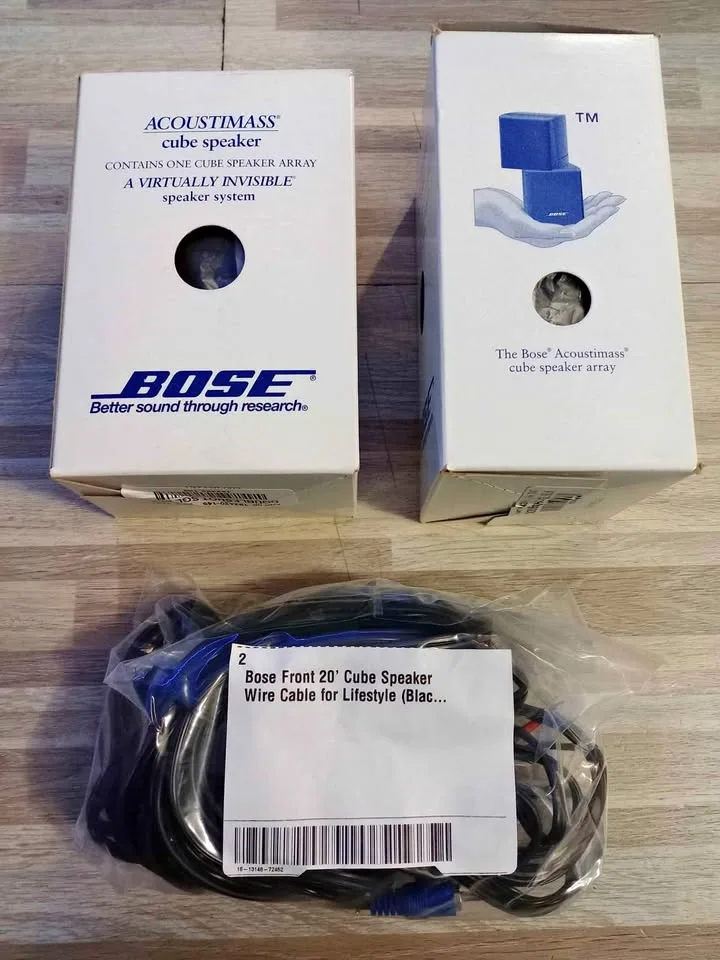 ACOUSTIMASS®
cube speaker
CONTAINS ONE CUBE SPEAKER ARRAY
A VIRTUALLY INVISIBLE®
speaker system
BOSE®
Better sound through research®
TM
BOSE
The Bose® Acoustimass®
cube speaker array
2
Bose Front 20' Cube Speaker
Wire Cable for Lifestyle (Blac...